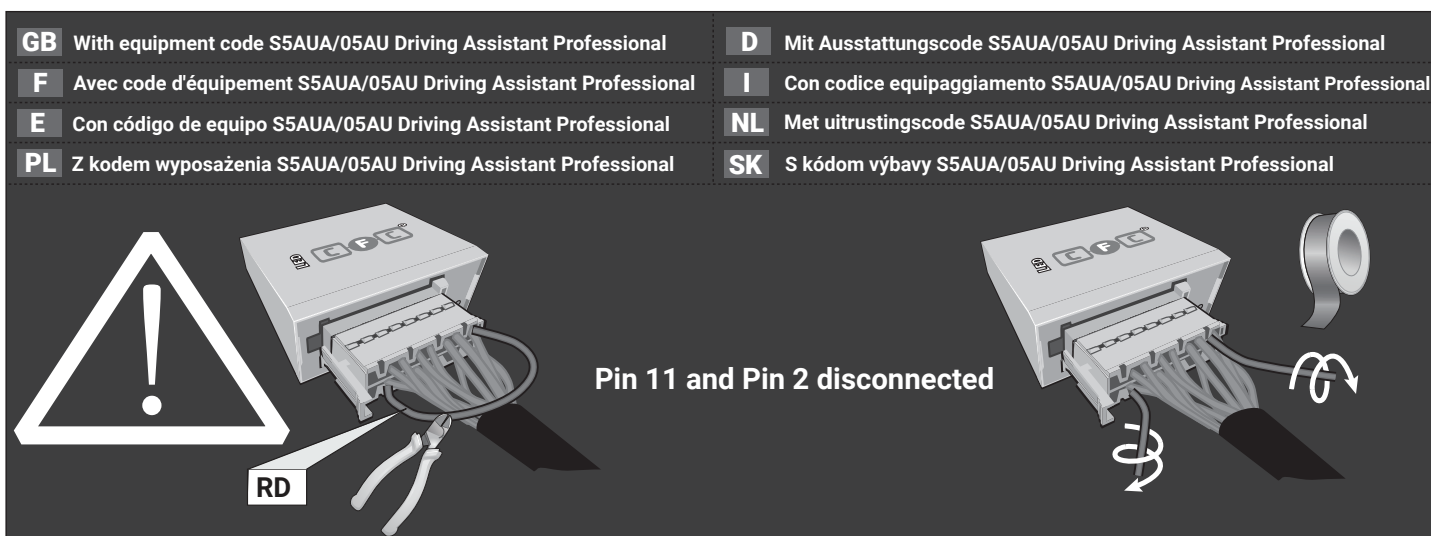 GB With equipment code S5AUA/05AU Driving Assistant Professional
D Mit Ausstattungscode S5AUA/05AU Driving Assistant Professional
F Avec code d'équipement S5AUA/05AU Driving Assistant Professional
I Con codice equipaggiamento S5AUA/05AU Driving Assistant Professional
E Con código de equipo S5AUA/05AU Driving Assistant Professional
NL Met uitrustingscode S5AUA/05AU Driving Assistant Professional
PL Z kodem wyposażenia S5AUA/05AU Driving Assistant Professional
SK S kódom výbavy S5AUA/05AU Driving Assistant Professional
LED C F C
LED C F C
!
Pin 11 and Pin 2 disconnected
RD